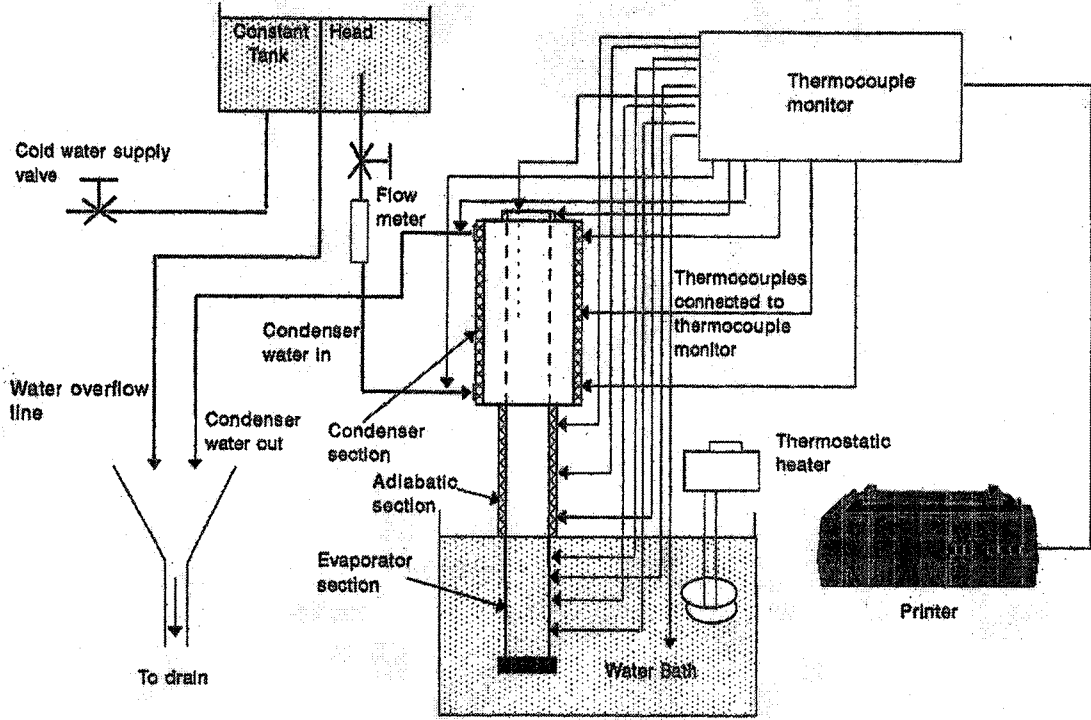 Constant Head
Tank
Thermocouple
monitor
Cold water supply
valve
Flow
meter
Thermocouples
connected to
thermocouple
monitor
Condenser
water in
Water overflow
line
Condenser
water out
Condenser
section
Adiabatic
section
Thermostatic
heater
Evaporator
section
Printer
Water Bath
To drain